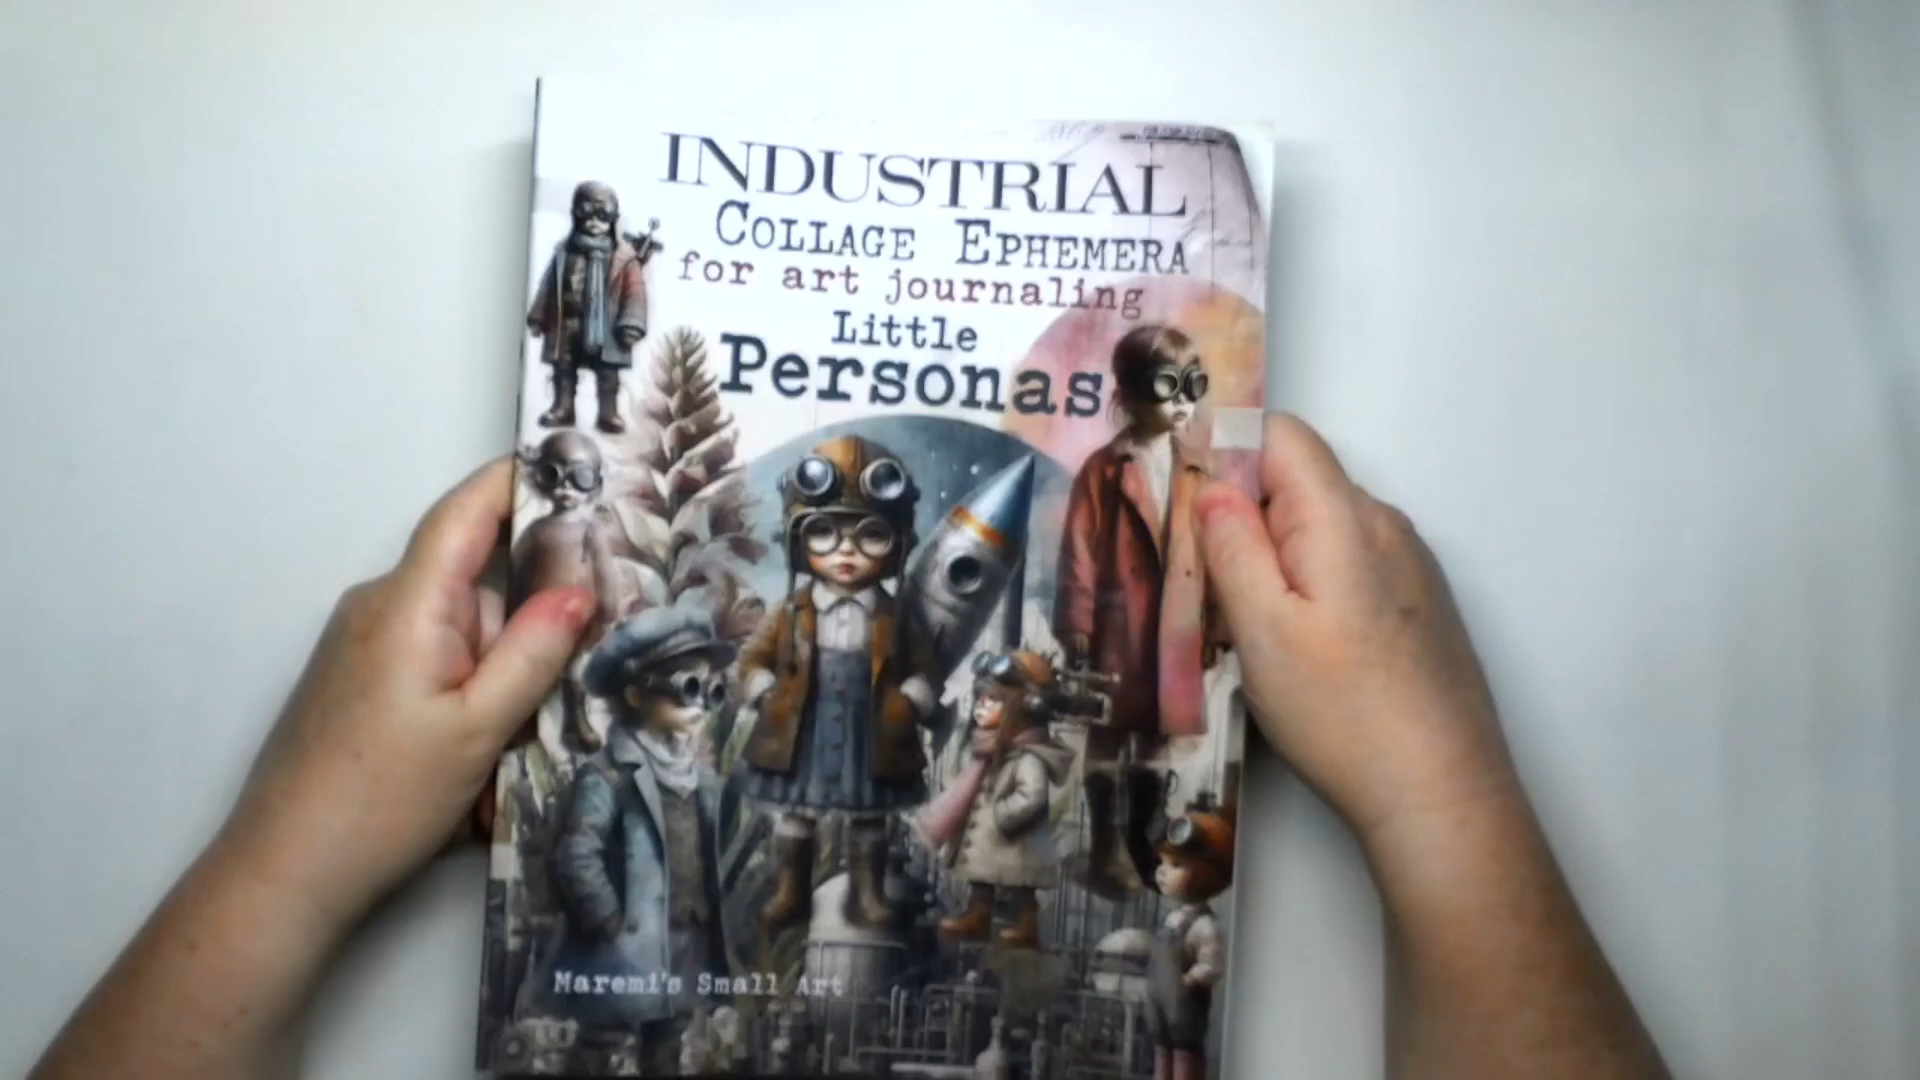 INDUSTRIAL
COLLAGE EPHEMERA
for art journaling
Little
Personas
Maremi's Small Art